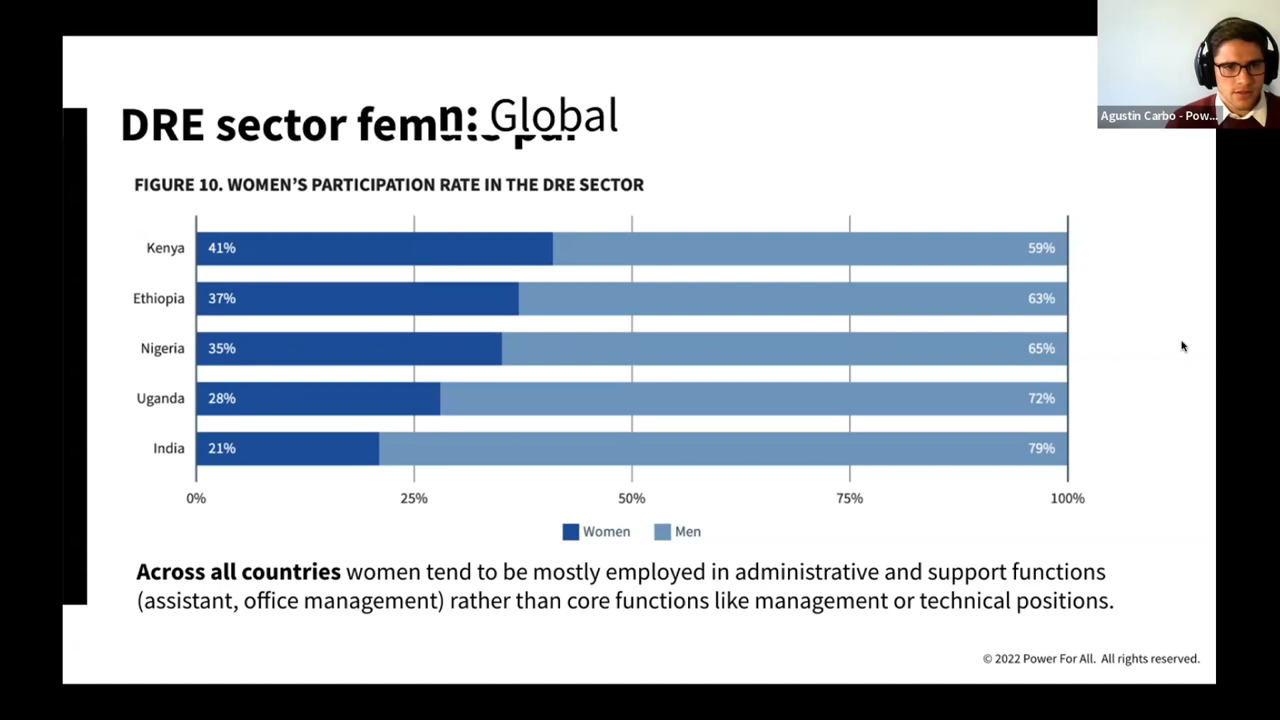 Agustin Carbo - Pow...
DRE sector fem n: Global
FIGURE 10. WOMEN'S PARTICIPATION RATE IN THE DRE SECTOR
Kenya 41% 59%
Ethiopia 37% 63%
Nigeria 35% 65%
Uganda 28% 72%
India 21% 79%
0% 25% 50% 75% 100%
Women Men
Across all countries women tend to be mostly employed in administrative and support functions
(assistant, office management) rather than core functions like management or technical positions.
© 2022 Power For All. All rights reserved.